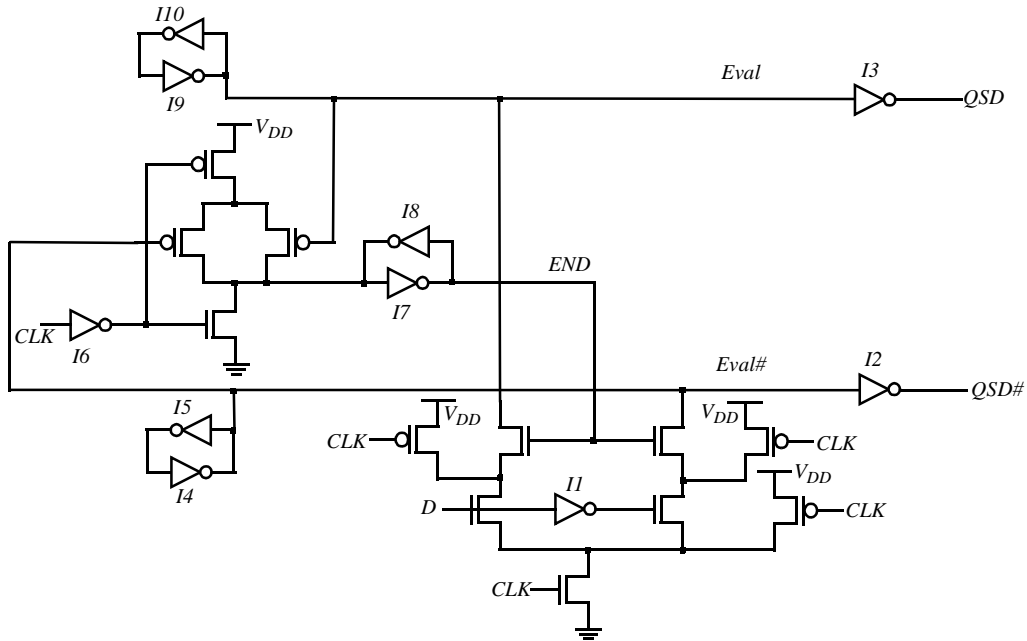 I10
I9
Eval
I3
QSD
VDD
I8
END
I7
CLK
I6
Eval#
I2
QSD#
I5
I4
VDD
VDD
CLK
CLK
VDD
D
I1
CLK
CLK